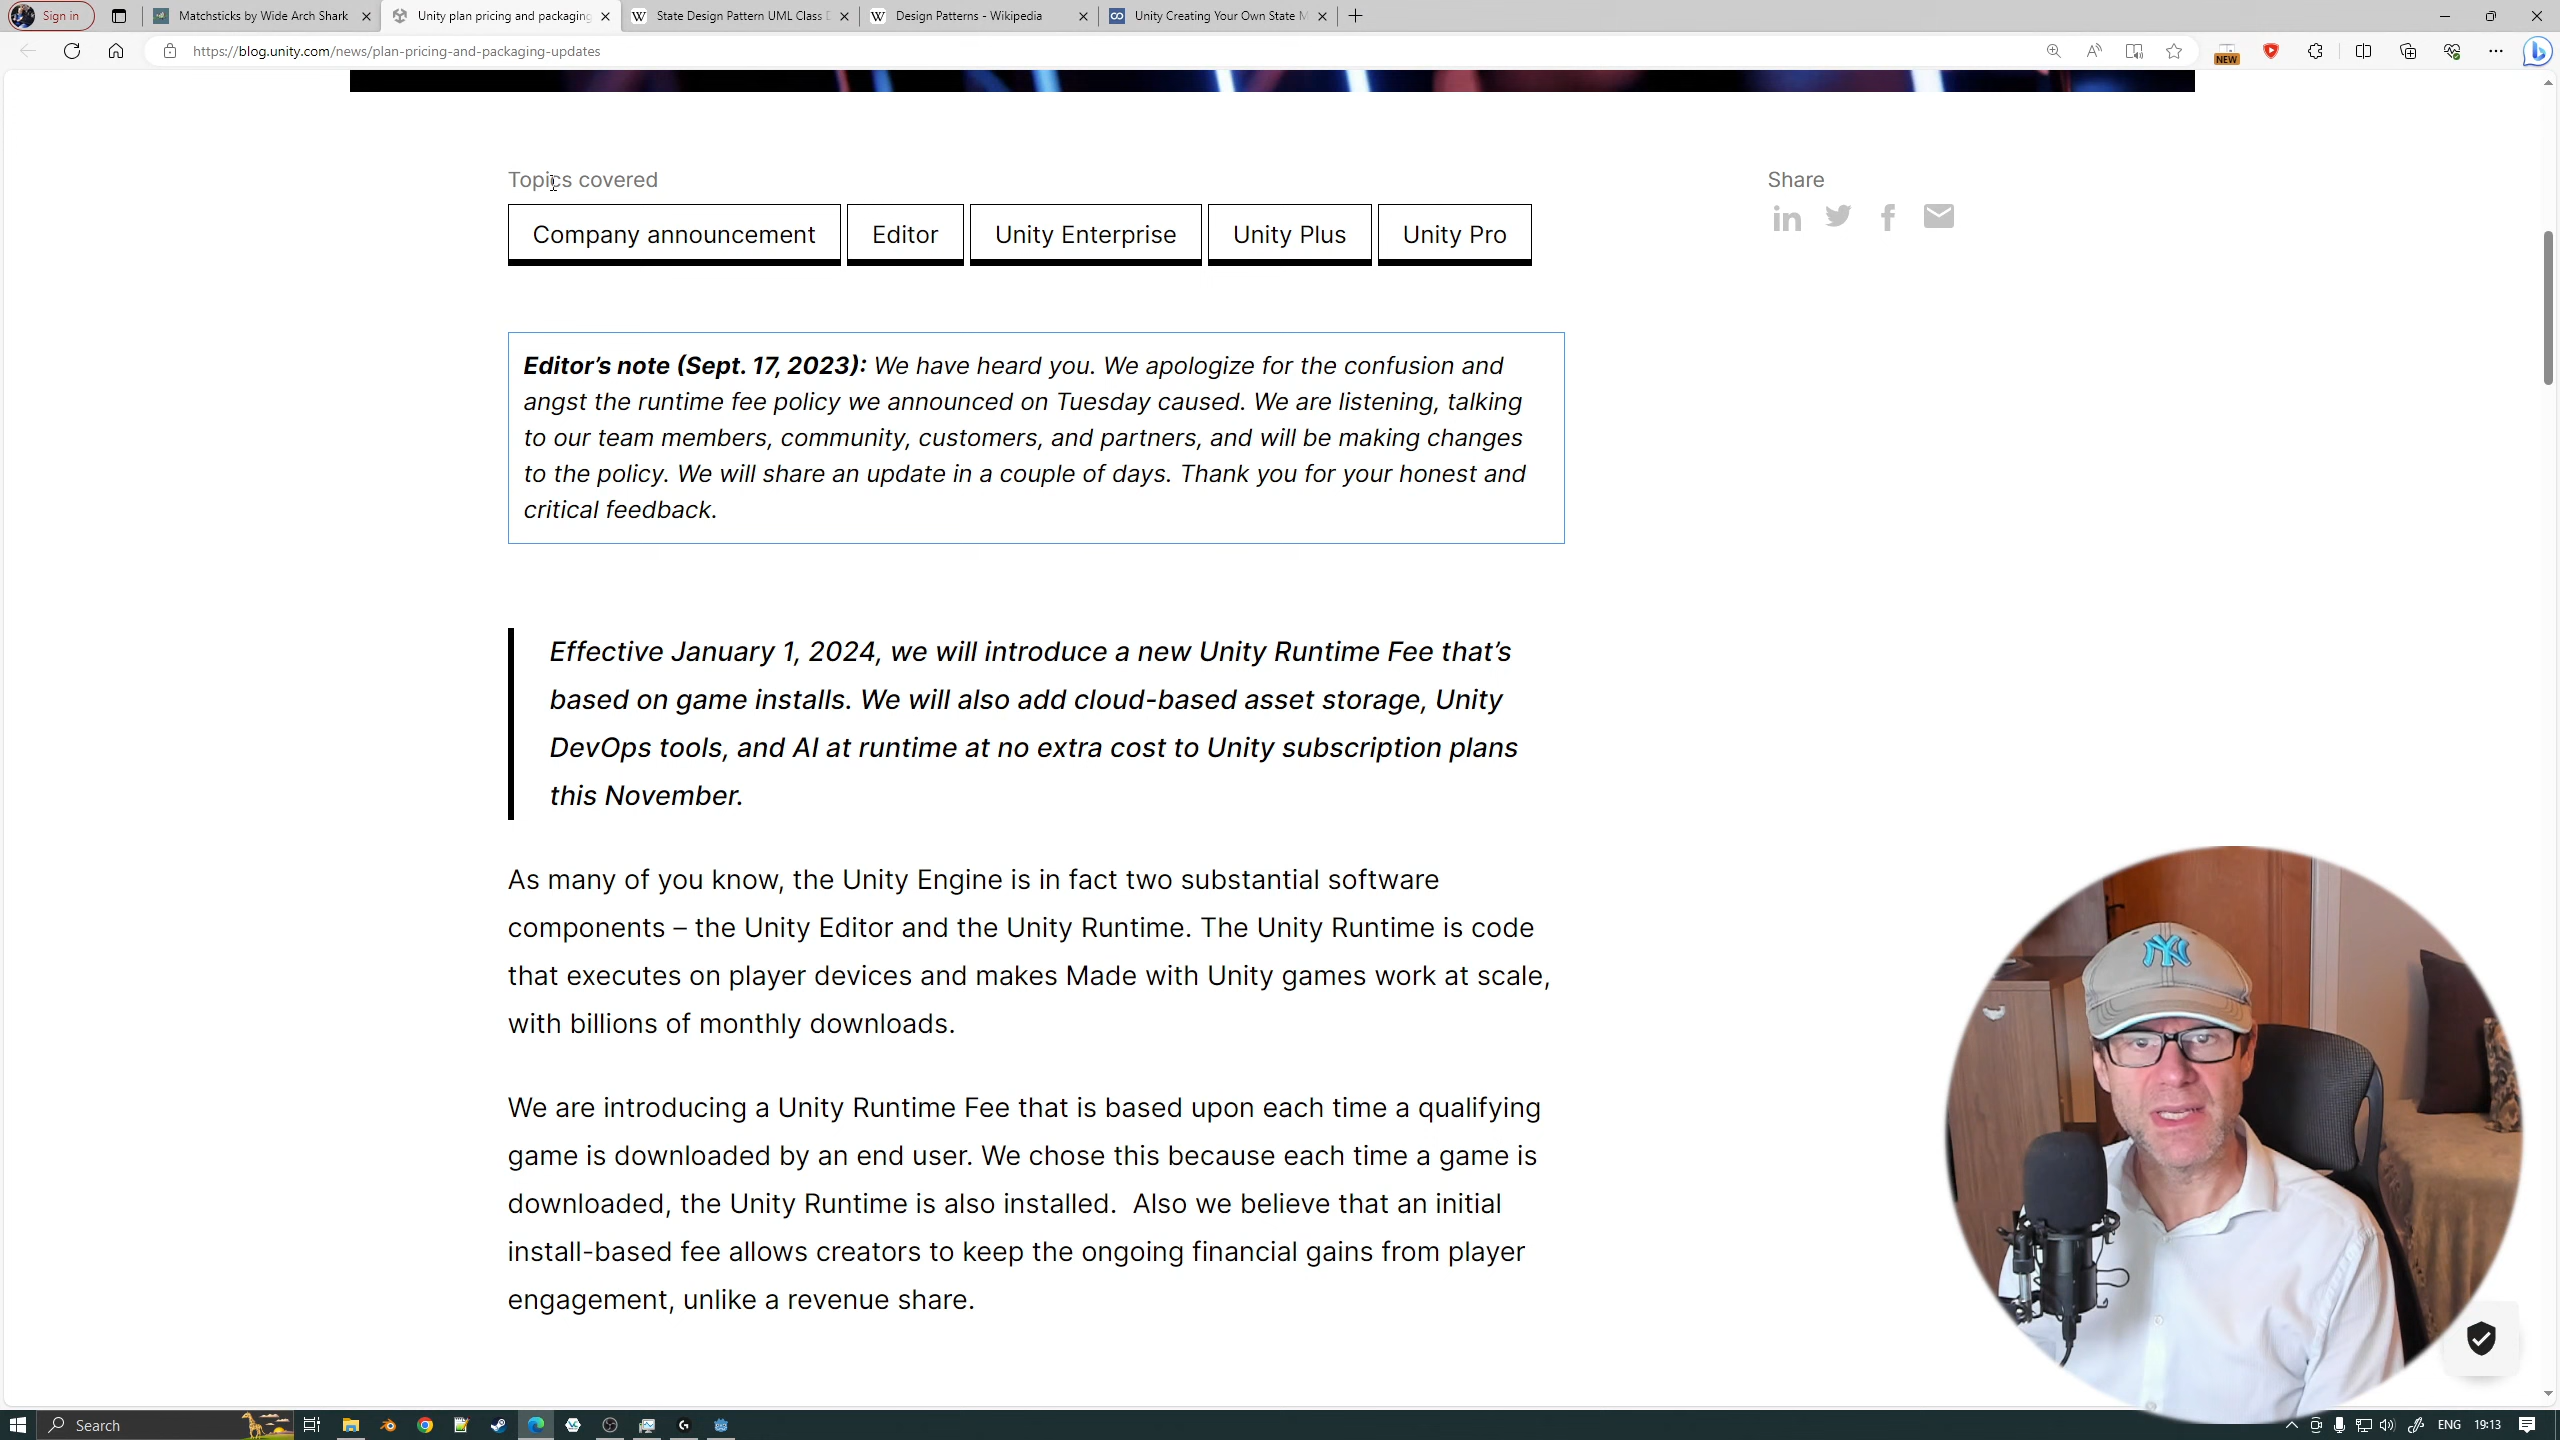 Sign in
Matchsticks by Wide Arch Shark
Unity plan pricing and packaging
State Design Pattern UML Class D
Design Patterns - Wikipedia
Unity Creating Your Own State M
https://blog.unity.com/news/plan-pricing-and-packaging-updates
NEW
Topics covered
Share
Company announcement
Editor
Unity Enterprise
Unity Plus
Unity Pro
Editor’s note (Sept. 17, 2023): We have heard you. We apologize for the confusion and
angst the runtime fee policy we announced on Tuesday caused. We are listening, talking
to our team members, community, customers, and partners, and will be making changes
to the policy. We will share an update in a couple of days. Thank you for your honest and
critical feedback.
Effective January 1, 2024, we will introduce a new Unity Runtime Fee that’s
based on game installs. We will also add cloud-based asset storage, Unity
DevOps tools, and AI at runtime at no extra cost to Unity subscription plans
this November.
As many of you know, the Unity Engine is in fact two substantial software
components – the Unity Editor and the Unity Runtime. The Unity Runtime is code
that executes on player devices and makes Made with Unity games work at scale,
with billions of monthly downloads.
We are introducing a Unity Runtime Fee that is based upon each time a qualifying
game is downloaded by an end user. We chose this because each time a game is
downloaded, the Unity Runtime is also installed.  Also we believe that an initial
install-based fee allows creators to keep the ongoing financial gains from player
engagement, unlike a revenue share.
NY
Search
ENG
19:13